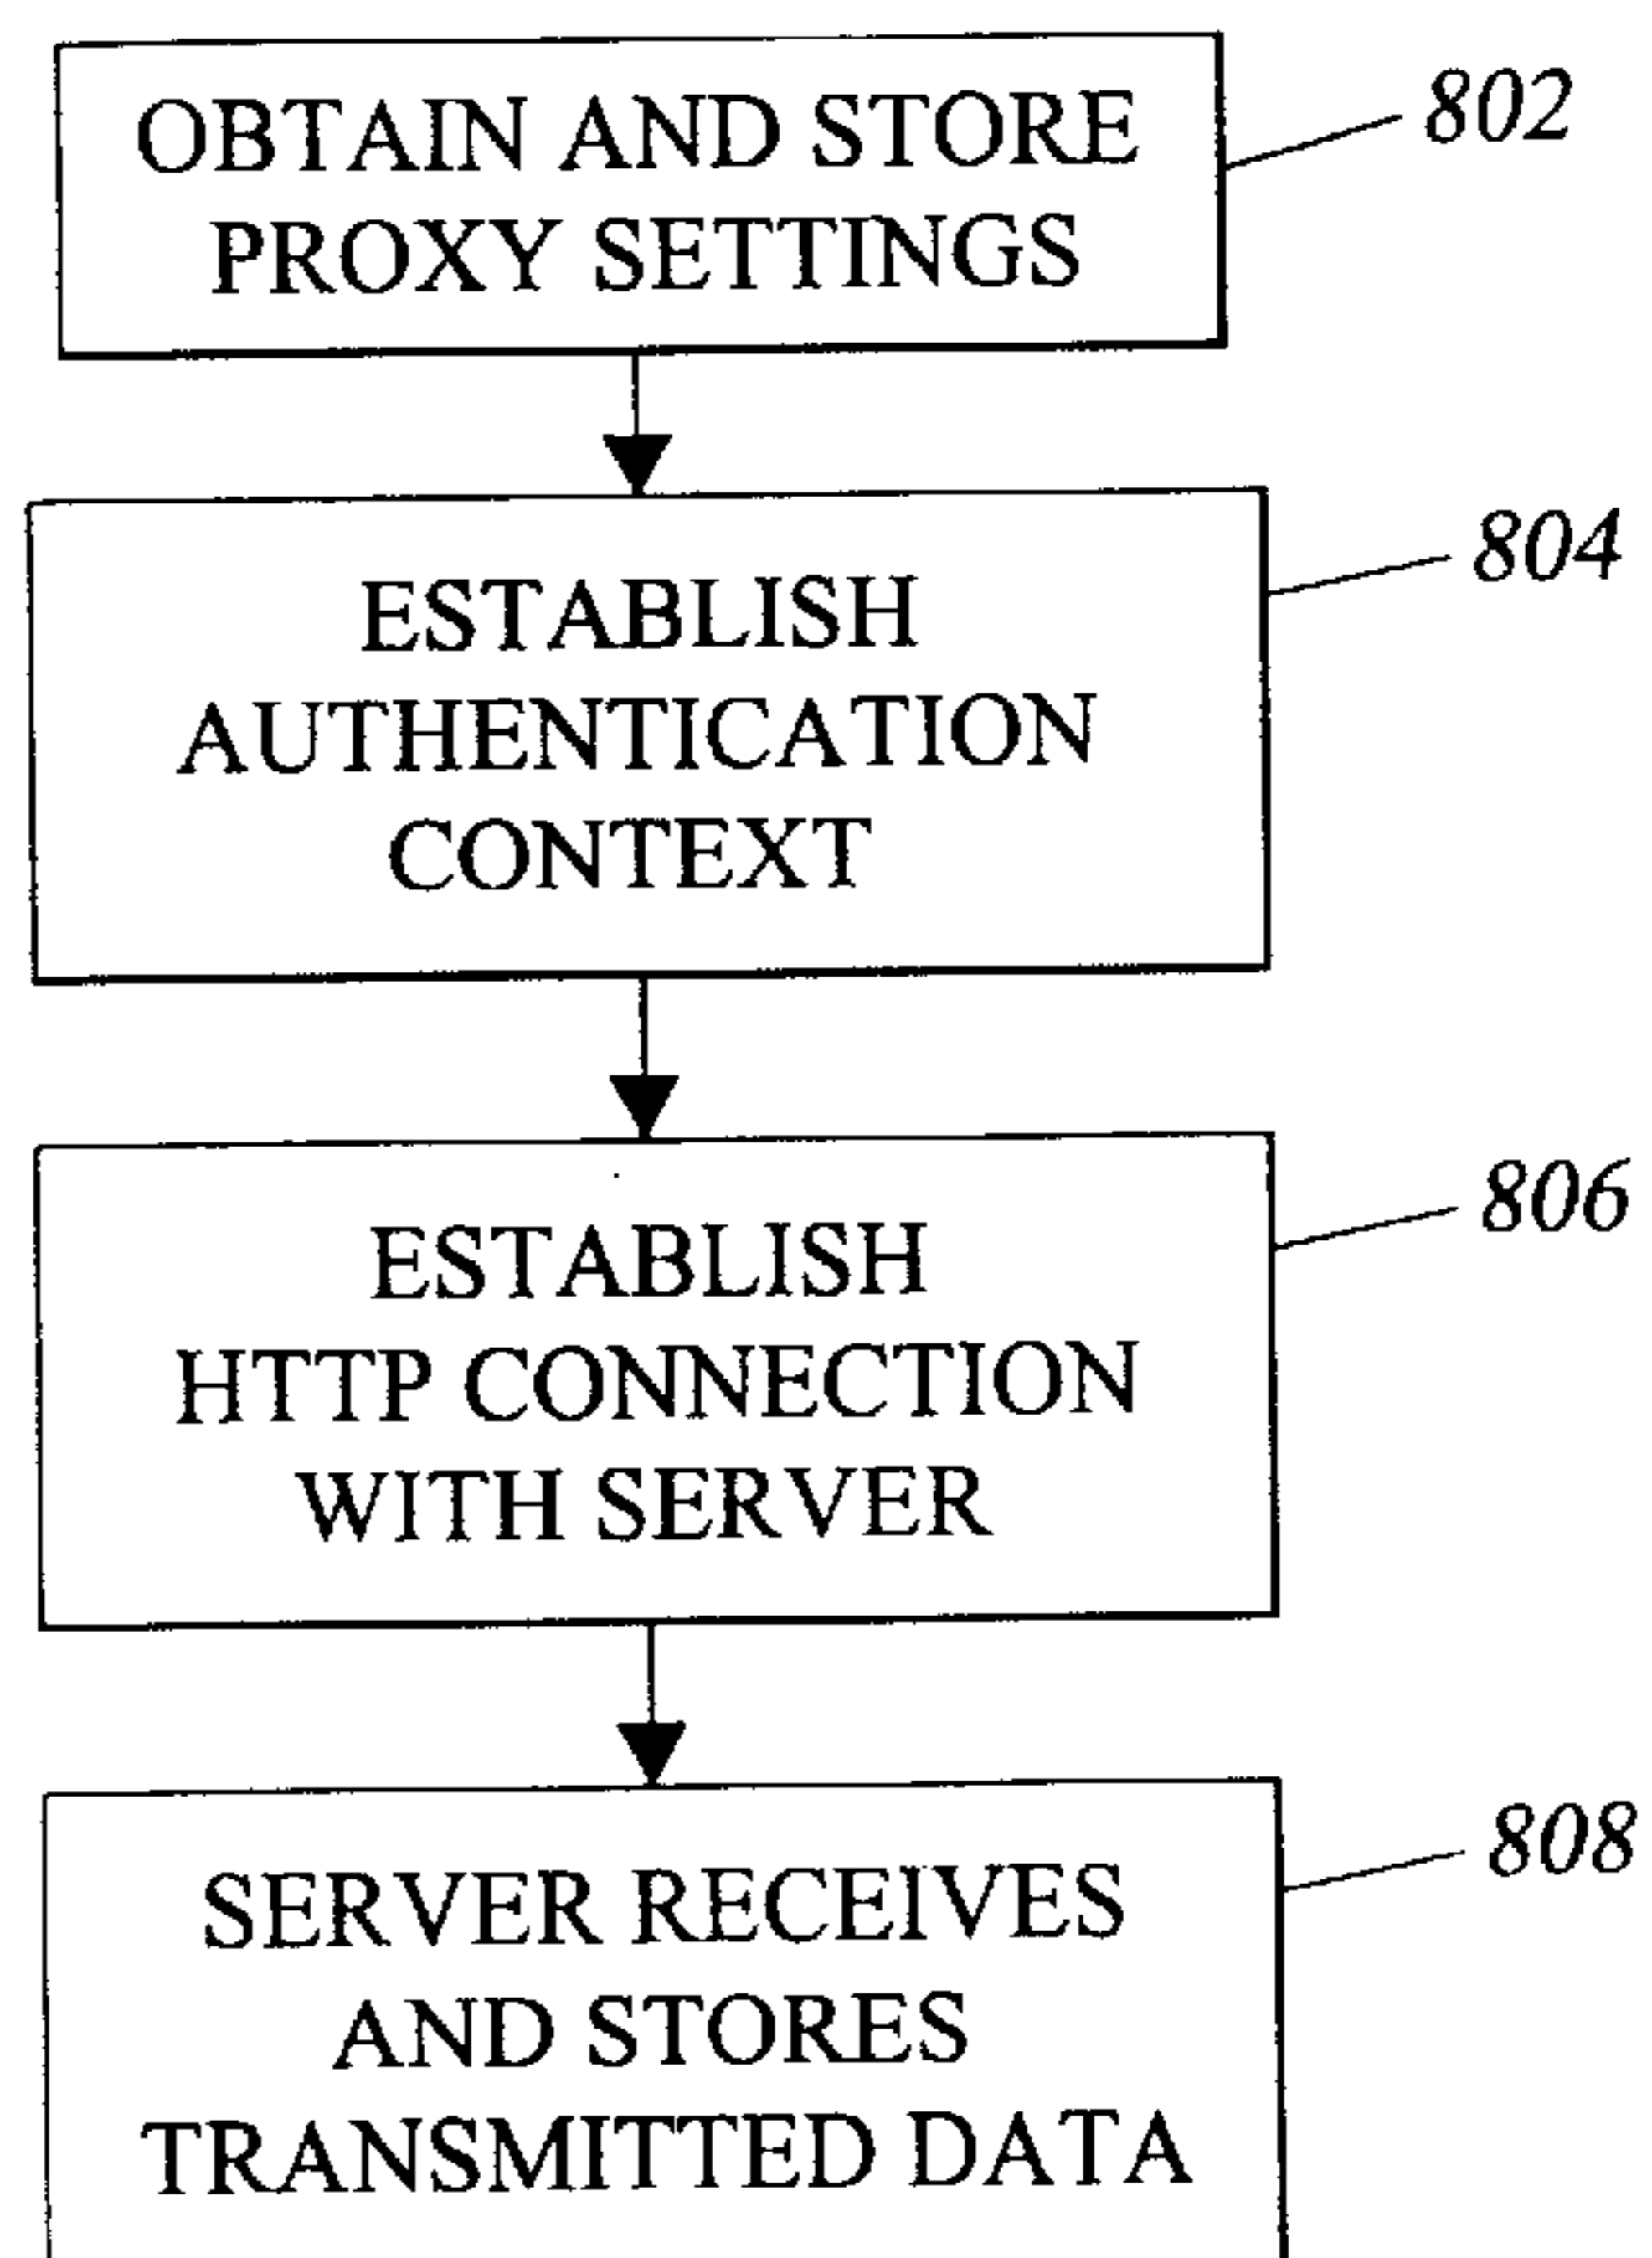 OBTAIN AND STORE
PROXY SETTINGS
802
ESTABLISH
AUTHENTICATION
CONTEXT
804
ESTABLISH
HTTP CONNECTION
WITH SERVER
806
SERVER RECEIVES
AND STORES
TRANSMITTED DATA
808